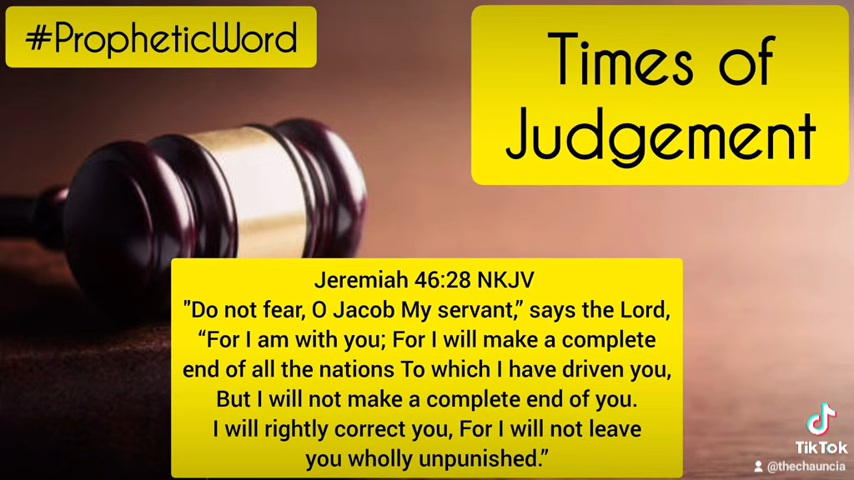 #PropheticWord
Times of
Judgement
Jeremiah 46:28 NKJV
"Do not fear, O Jacob My servant,” says the Lord,
“For I am with you; For I will make a complete
end of all the nations To which I have driven you,
But I will not make a complete end of you.
I will rightly correct you, For I will not leave
you wholly unpunished.”
TikTok
@thechauncia